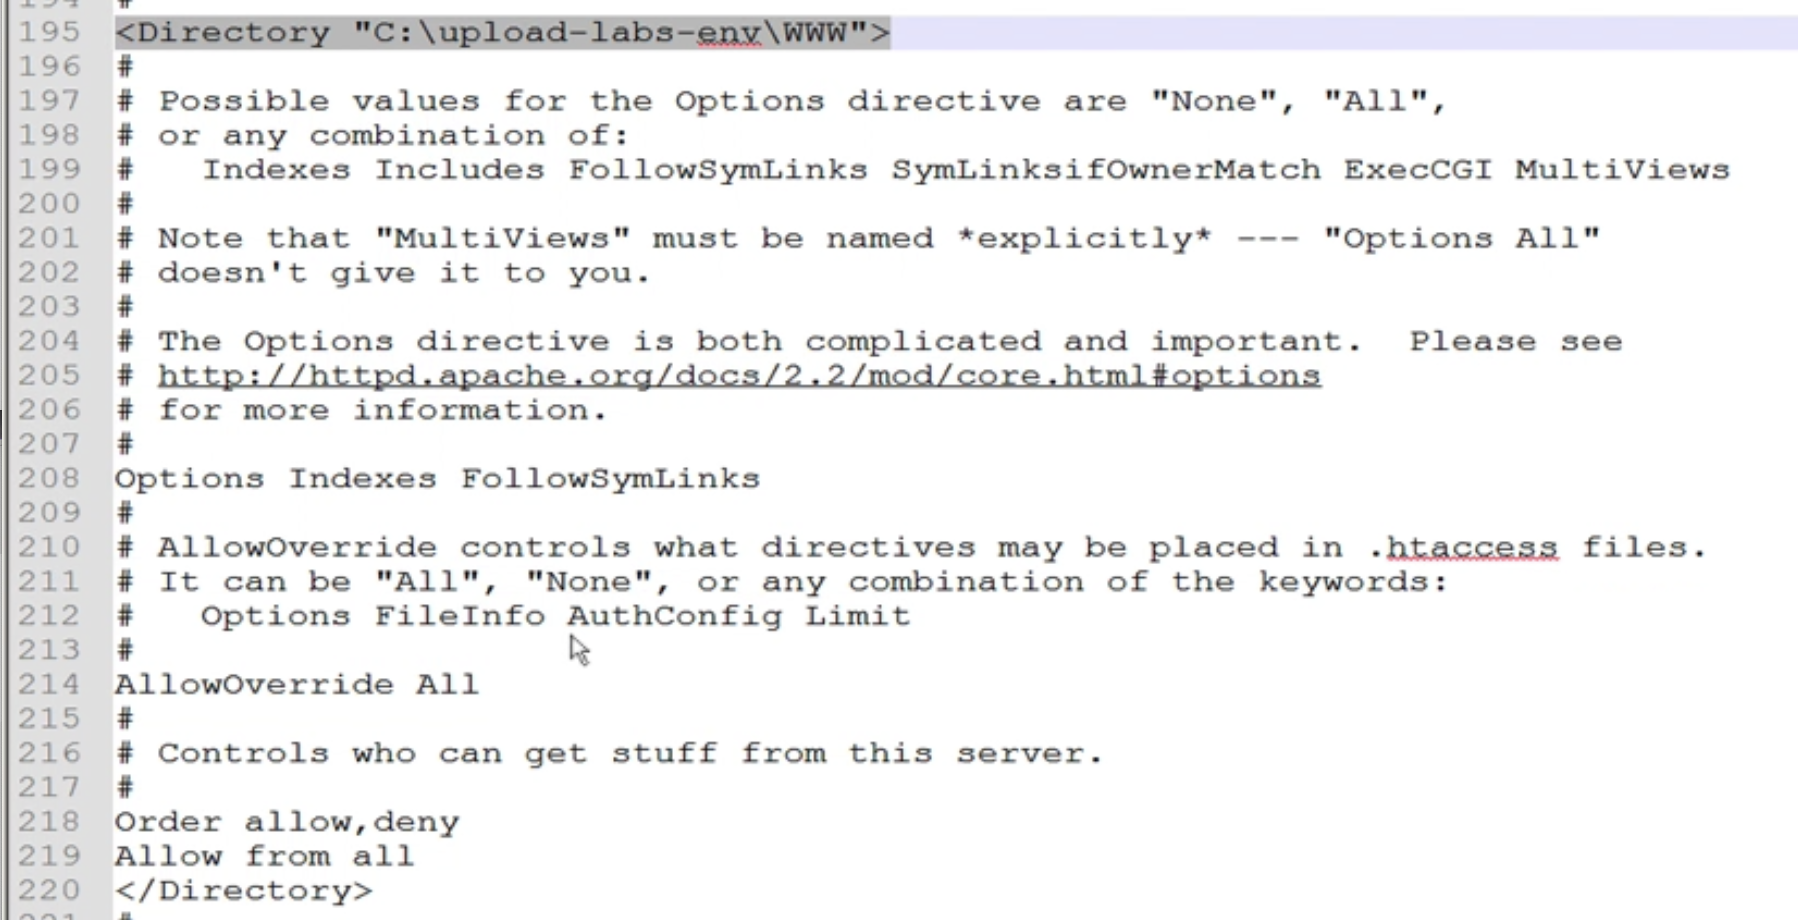 194 #
195 <Directory "C:\upload-labs-env\WWW">
196 #
197 # Possible values for the Options directive are "None", "All",
198 # or any combination of:
199 #   Indexes Includes FollowSymLinks SymLinksifOwnerMatch ExecCGI MultiViews
200 #
201 # Note that "MultiViews" must be named *explicitly* --- "Options All"
202 # doesn't give it to you.
203 #
204 # The Options directive is both complicated and important.  Please see
205 # http://httpd.apache.org/docs/2.2/mod/core.html#options
206 # for more information.
207 #
208 Options Indexes FollowSymLinks
209 #
210 # AllowOverride controls what directives may be placed in .htaccess files.
211 # It can be "All", "None", or any combination of the keywords:
212 #   Options FileInfo AuthConfig Limit
213 #
214 AllowOverride All
215 #
216 # Controls who can get stuff from this server.
217 #
218 Order allow,deny
219 Allow from all
220 </Directory>
221 #